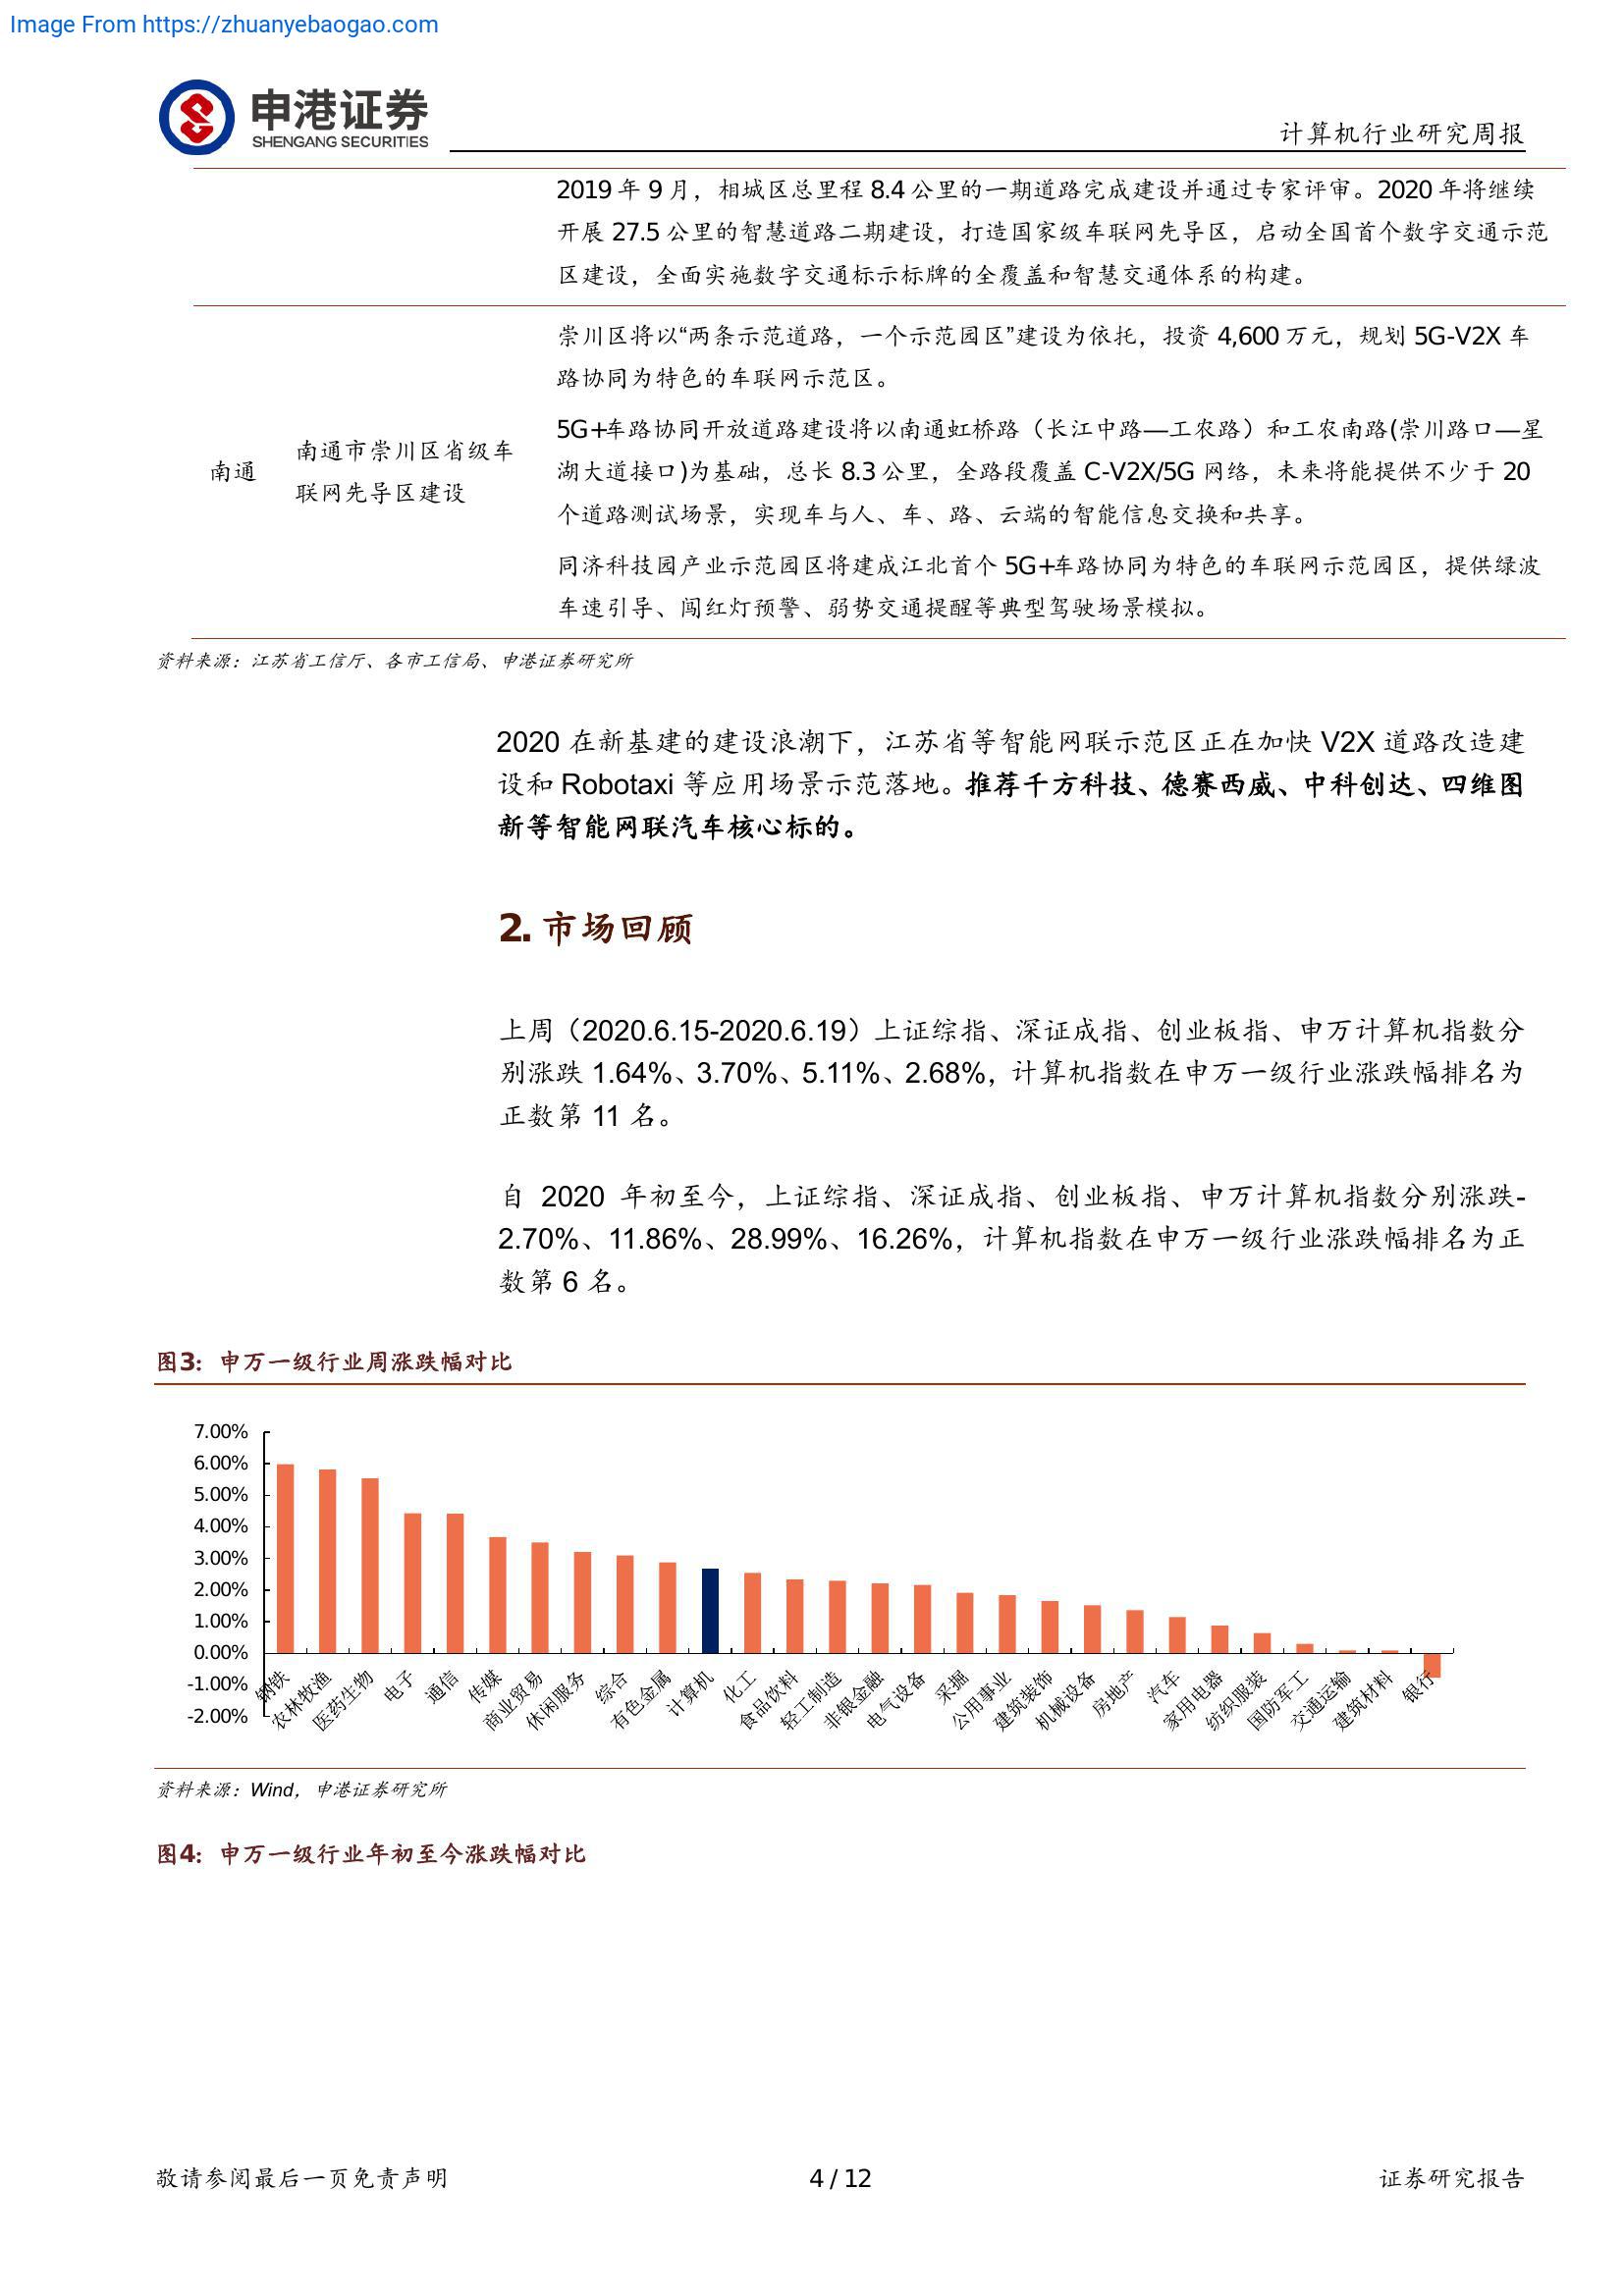 Image From https://zhuanyebaogao.com
申港证券
SHENGANG SECURITIES
计算机行业研究周报
2019 年 9 月，相城区总里程 8.4 公里的一期道路完成建设并通过专家评审。2020 年将继续
开展 27.5 公里的智慧道路二期建设，打造国家级车联网先导区，启动全国首个数字交通示范
区建设，全面实施数字交通标示标牌的全覆盖和智慧交通体系的构建。
崇川区将以“两条示范道路，一个示范园区”建设为依托，投资 4,600 万元，规划 5G-V2X 车
路协同为特色的车联网示范区。
南通
南通市崇川区省级车
联网先导区建设
5G+车路协同开放道路建设将以南通虹桥路（长江中路—工农路）和工农南路(崇川路口—星
湖大道接口)为基础，总长 8.3 公里，全路段覆盖 C-V2X/5G 网络，未来将能提供不少于 20
个道路测试场景，实现车与人、车、路、云端的智能信息交换和共享。
同济科技园产业示范园区将建成江北首个 5G+车路协同为特色的车联网示范园区，提供绿波
车速引导、闯红灯预警、弱势交通提醒等典型驾驶场景模拟。
资料来源：江苏省工信厅、各市工信局、申港证券研究所
2020 在新基建的建设浪潮下，江苏省等智能网联示范区正在加快 V2X 道路改造建
设和 Robotaxi 等应用场景示范落地。推荐千方科技、德赛西威、中科创达、四维图
新等智能网联汽车核心标的。
2. 市场回顾
上周（2020.6.15-2020.6.19）上证综指、深证成指、创业板指、申万计算机指数分
别涨跌 1.64%、3.70%、5.11%、2.68%，计算机指数在申万一级行业涨跌幅排名为
正数第 11 名。
自 2020 年初至今，上证综指、深证成指、创业板指、申万计算机指数分别涨跌-
2.70%、11.86%、28.99%、16.26%，计算机指数在申万一级行业涨跌幅排名为正
数第 6 名。
图3：申万一级行业周涨跌幅对比
7.00%
6.00%
5.00%
4.00%
3.00%
2.00%
1.00%
0.00%
-1.00%
-2.00%
钢铁
农林牧渔
医药生物
电子
通信
传媒
商业贸易
休闲服务
综合
有色金属
计算机
化工
食品饮料
轻工制造
非银金融
电气设备
采掘
公用事业
建筑装饰
机械设备
房地产
汽车
家用电器
纺织服装
国防军工
交通运输
建筑材料
银行
资料来源：Wind，申港证券研究所
图4：申万一级行业年初至今涨跌幅对比
敬请参阅最后一页免责声明
4 / 12
证券研究报告